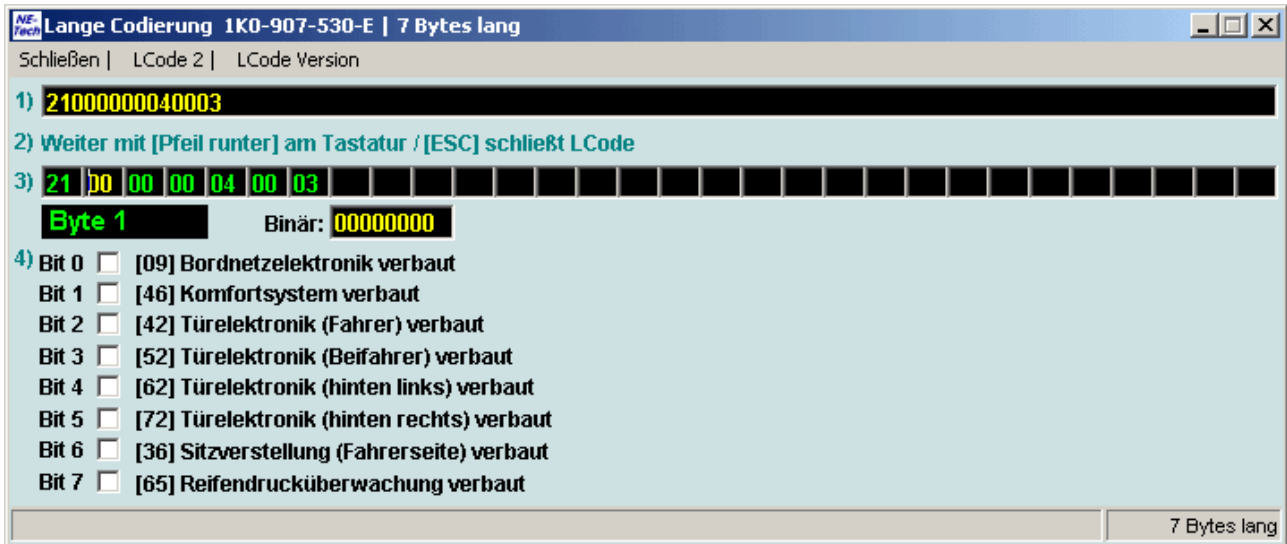 NE-Tech Lange Codierung 1K0-907-530-E | 7 Bytes lang
Schließen | LCode 2 | LCode Version
1) 21000000040003
2) Weiter mit [Pfeil runter] am Tastatur / [ESC] schließt LCode
3) 21 00 00 00 04 00 03
Byte 1 Binär: 00000000
4) Bit 0 [09] Bordnetzelektronik verbaut
Bit 1 [46] Komfortsystem verbaut
Bit 2 [42] Türelektronik (Fahrer) verbaut
Bit 3 [52] Türelektronik (Beifahrer) verbaut
Bit 4 [62] Türelektronik (hinten links) verbaut
Bit 5 [72] Türelektronik (hinten rechts) verbaut
Bit 6 [36] Sitzverstellung (Fahrerseite) verbaut
Bit 7 [65] Reifendrucküberwachung verbaut
7 Bytes lang